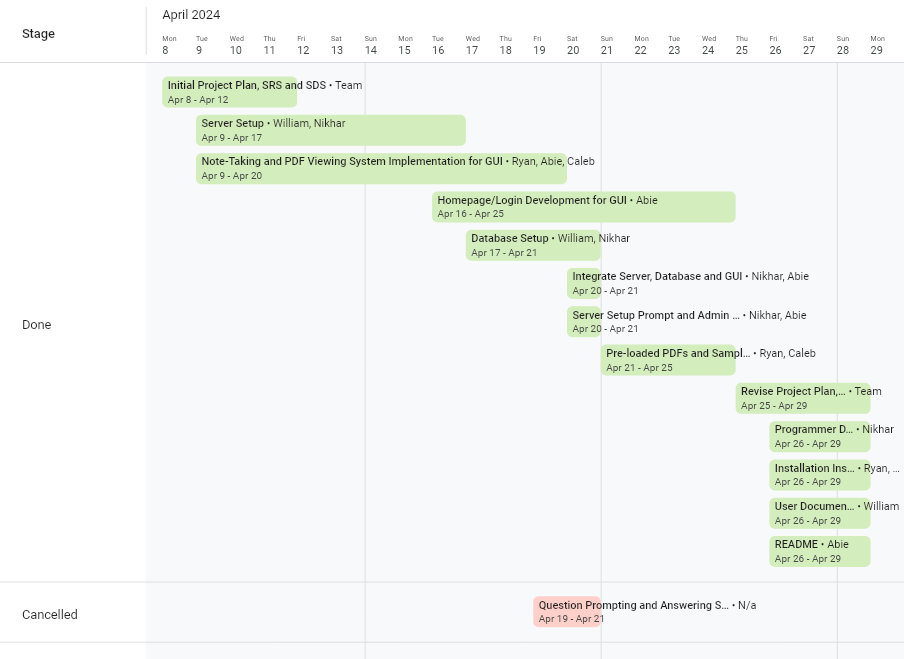 Stage
April 2024
Mon Tue Wed Thu Fri Sat Sun Mon Tue Wed Thu Fri Sat Sun Mon Tue Wed Thu Fri Sat Sun Mon
8 9 10 11 12 13 14 15 16 17 18 19 20 21 22 23 24 25 26 27 28 29
Done
Initial Project Plan, SRS and SDS • Team
Apr 8 - Apr 12
Server Setup • William, Nikhar
Apr 9 - Apr 17
Note-Taking and PDF Viewing System Implementation for GUI • Ryan, Abie, Caleb
Apr 9 - Apr 20
Homepage/Login Development for GUI • Abie
Apr 16 - Apr 25
Database Setup • William, Nikhar
Apr 17 - Apr 21
Integrate Server, Database and GUI • Nikhar, Abie
Apr 20 - Apr 21
Server Setup Prompt and Admin ... • Nikhar, Abie
Apr 20 - Apr 21
Pre-loaded PDFs and Sampl... • Ryan, Caleb
Apr 21 - Apr 25
Revise Project Plan,... • Team
Apr 25 - Apr 29
Programmer D... • Nikhar
Apr 26 - Apr 29
Installation Ins... • Ryan, ...
Apr 26 - Apr 29
User Documen... • William
Apr 26 - Apr 29
README • Abie
Apr 26 - Apr 29
Cancelled
Question Prompting and Answering S... • N/a
Apr 19 - Apr 21